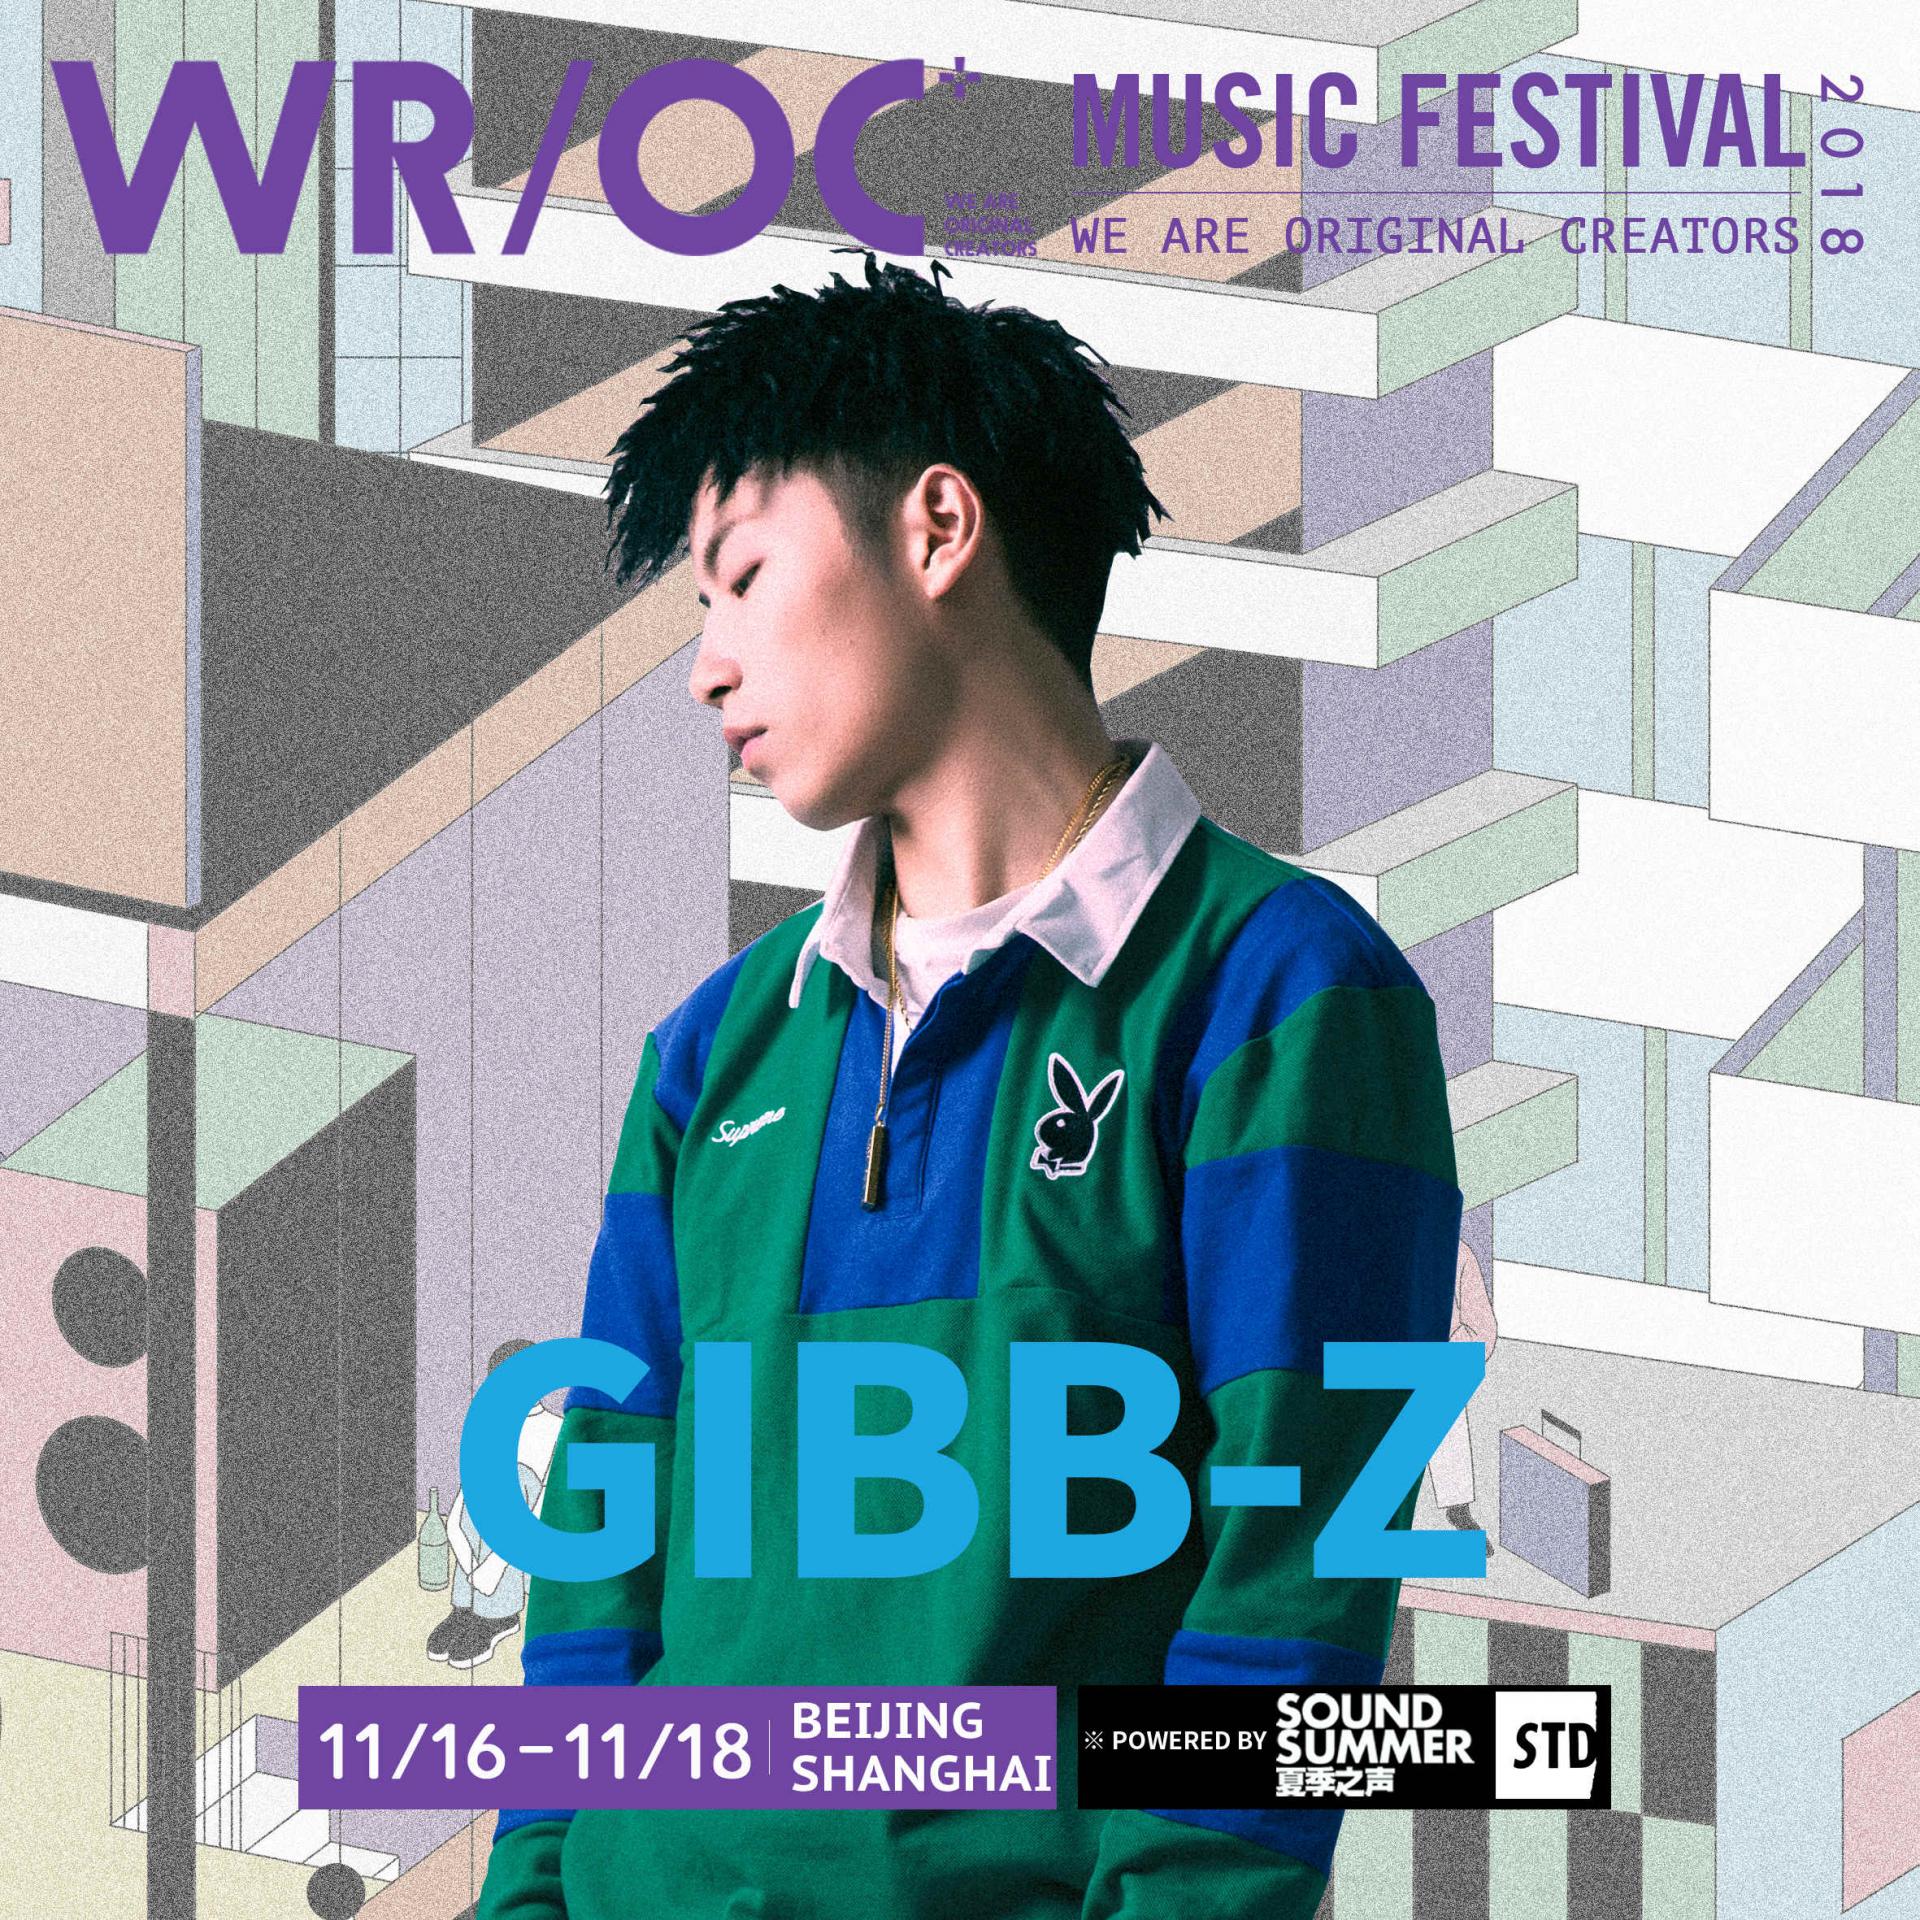 WR/OC+
WE ARE
ORIGINAL
CREATORS
MUSIC FESTIVAL
WE ARE ORIGINAL CREATORS
2018
Supreme
GIBB-Z
11/16-11/18
BEIJING
SHANGHAI
※ POWERED BY
SOUND
SUMMER
夏季之声
STD